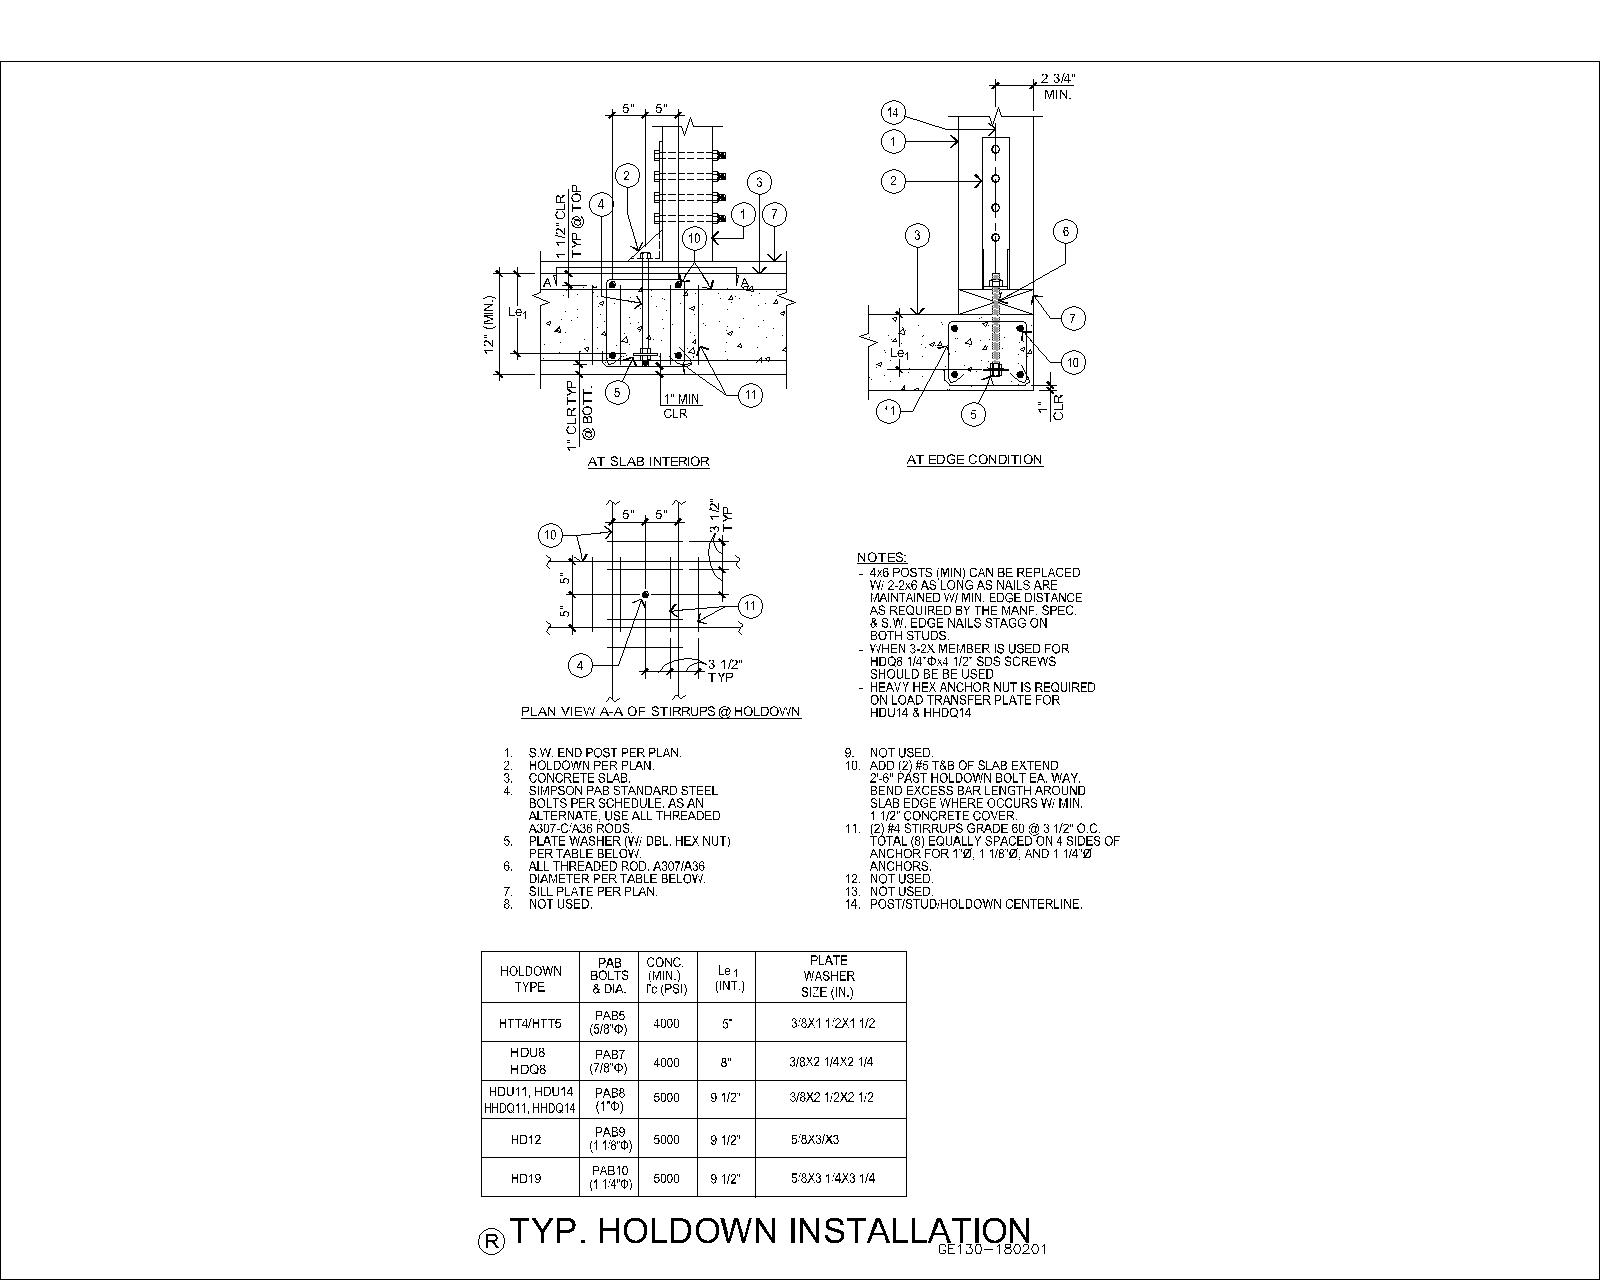 5" 5"
14
1
2
3
6
7
10
11
5
2 3/4"
MIN.
Le1
1"
CLR
AT EDGE CONDITION
2
4
3
1
7
10
1 1/2" CLR
TYP @ TOP
A A
12" (MIN.)
Le1
5
11
1" MIN
CLR
1" CLR TYP
@ BOTT.
AT SLAB INTERIOR
5" 5"
3 1/2"
TYP
10
5"
5"
11
4
3 1/2"
TYP
PLAN VIEW A-A OF STIRRUPS @ HOLDOWN
NOTES:
- 4x6 POSTS (MIN) CAN BE REPLACED
W/ 2-2x6 AS LONG AS NAILS ARE
MAINTAINED W/ MIN. EDGE DISTANCE
AS REQUIRED BY THE MANF. SPEC.
& S.W. EDGE NAILS STAGG ON
BOTH STUDS.
- WHEN 3-2X MEMBER IS USED FOR
HDQ8 1/4"Φx4 1/2" SDS SCREWS
SHOULD BE BE USED
- HEAVY HEX ANCHOR NUT IS REQUIRED
ON LOAD TRANSFER PLATE FOR
HDU14 & HHDQ14
1. S.W. END POST PER PLAN.
2. HOLDOWN PER PLAN.
3. CONCRETE SLAB.
4. SIMPSON PAB STANDARD STEEL
BOLTS PER SCHEDULE. AS AN
ALTERNATE, USE ALL THREADED
A307-C/A36 RODS.
5. PLATE WASHER (W/ DBL. HEX NUT)
PER TABLE BELOW.
6. ALL THREADED ROD. A307/A36
DIAMETER PER TABLE BELOW.
7. SILL PLATE PER PLAN.
8. NOT USED.
9. NOT USED.
10. ADD (2) #5 T&B OF SLAB EXTEND
2'-6" PAST HOLDOWN BOLT EA. WAY.
BEND EXCESS BAR LENGTH AROUND
SLAB EDGE WHERE OCCURS W/ MIN.
1 1/2" CONCRETE COVER.
11. (2) #4 STIRRUPS GRADE 60 @ 3 1/2" O.C.
TOTAL (8) EQUALLY SPACED ON 4 SIDES OF
ANCHOR FOR 1"Ø, 1 1/8"Ø, AND 1 1/4"Ø
ANCHORS.
12. NOT USED.
13. NOT USED.
14. POST/STUD/HOLDOWN CENTERLINE.
HOLDOWN TYPE PAB BOLTS & DIA. CONC. (MIN.) f'c (PSI) Le 1 (INT.) PLATE WASHER SIZE (IN.)
HTT4/HTT5 PAB5 (5/8"Φ) 4000 5" 3/8X1 1/2X1 1/2
HDU8 HDQ8 PAB7 (7/8"Φ) 4000 8" 3/8X2 1/4X2 1/4
HDU11, HDU14 HHDQ11, HHDQ14 PAB8 (1"Φ) 5000 9 1/2" 3/8X2 1/2X2 1/2
HD12 PAB9 (1 1/8"Φ) 5000 9 1/2" 5/8X3/X3
HD19 PAB10 (1 1/4"Φ) 5000 9 1/2" 5/8X3 1/4X3 1/4
R TYP. HOLDOWN INSTALLATION
GE130-180201